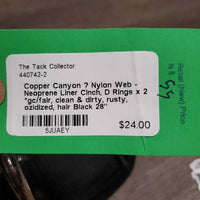 The Tack Collector
440742-2
Copper Canyon ? Nylon Web -
Neoprene Liner Cinch, D Rings x 2
*gc/fair, clean & dirty, rusty,
ozidized, hair Black 28"
$24.00
5JUAEY
Retail (new) Price
is $